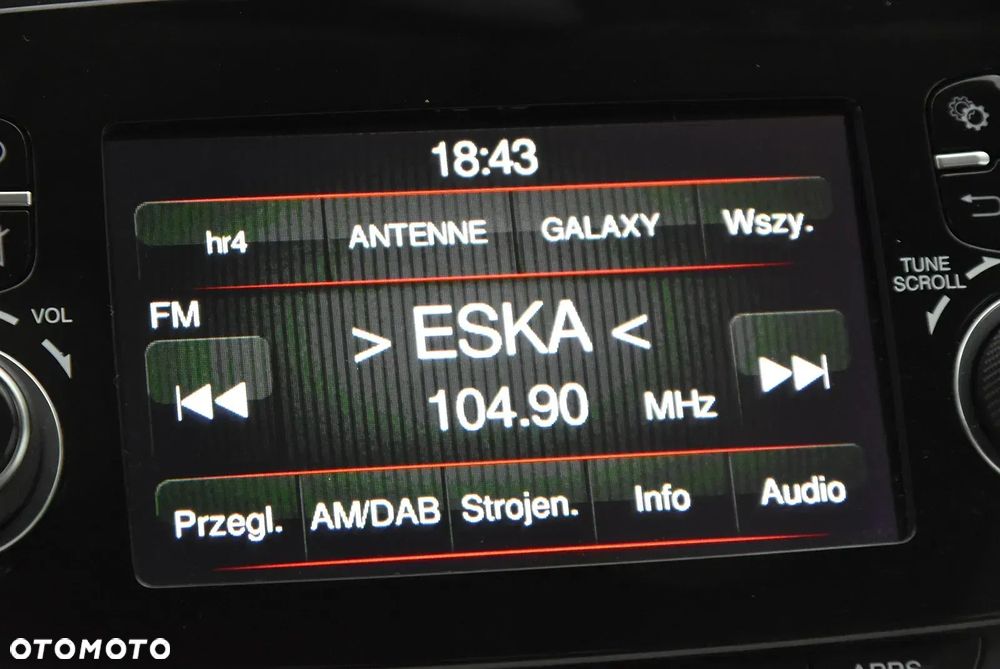 18:43
hr4 ANTENNE GALAXY Wszy.
TUNE
SCROLL
VOL
FM
> ESKA <
104.90 MHz
Przegl. AM/DAB Strojen. Info Audio
OTOMOTO